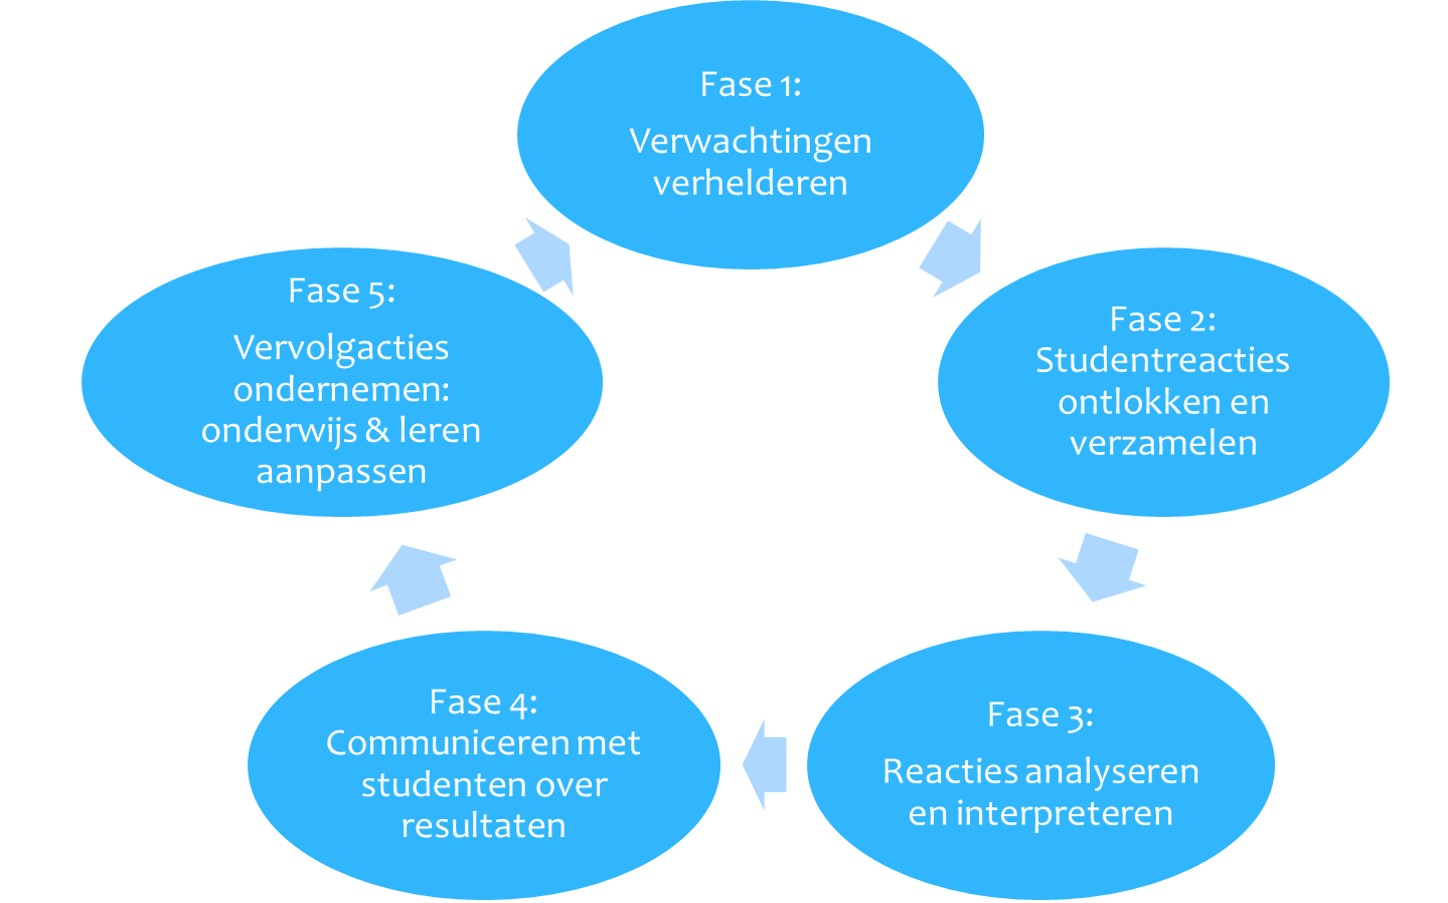 Fase 1:
Verwachtingen
verhelderen
Fase 2:
Studentreacties
ontlokken en
verzamelen
Fase 3:
Reacties analyseren
en interpreteren
Fase 4:
Communiceren met
studenten over
resultaten
Fase 5:
Vervolgacties
ondernemen:
onderwijs & leren
aanpassen